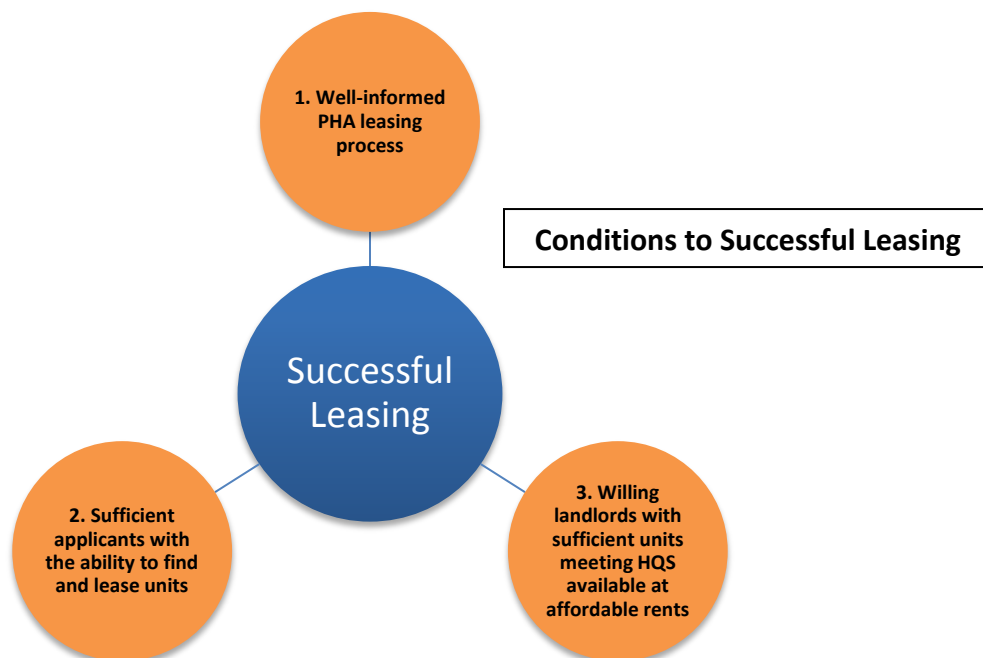 1. Well-informed
PHA leasing
process
Conditions to Successful Leasing
Successful
Leasing
2. Sufficient
applicants with
the ability to find
and lease units
3. Willing
landlords with
sufficient units
meeting HQS
available at
affordable rents